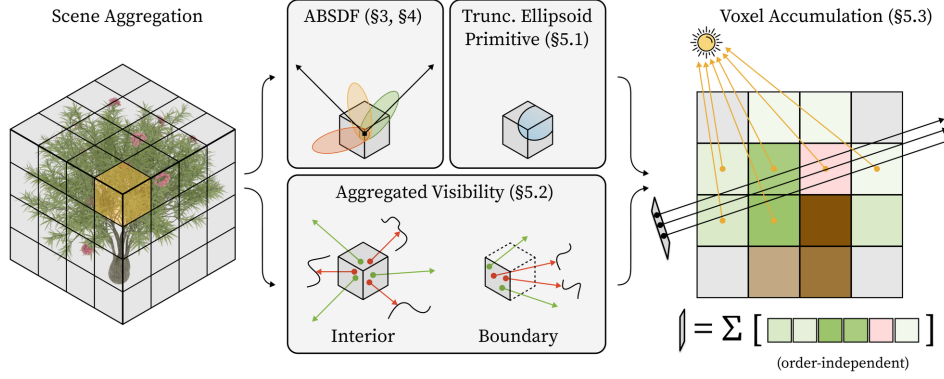 Scene Aggregation
ABSDF (§3, §4)
Trunc. Ellipsoid
Primitive (§5.1)
Voxel Accumulation (§5.3)
Aggregated Visibility (§5.2)
Interior
Boundary
= Σ [ ]
(order-independent)